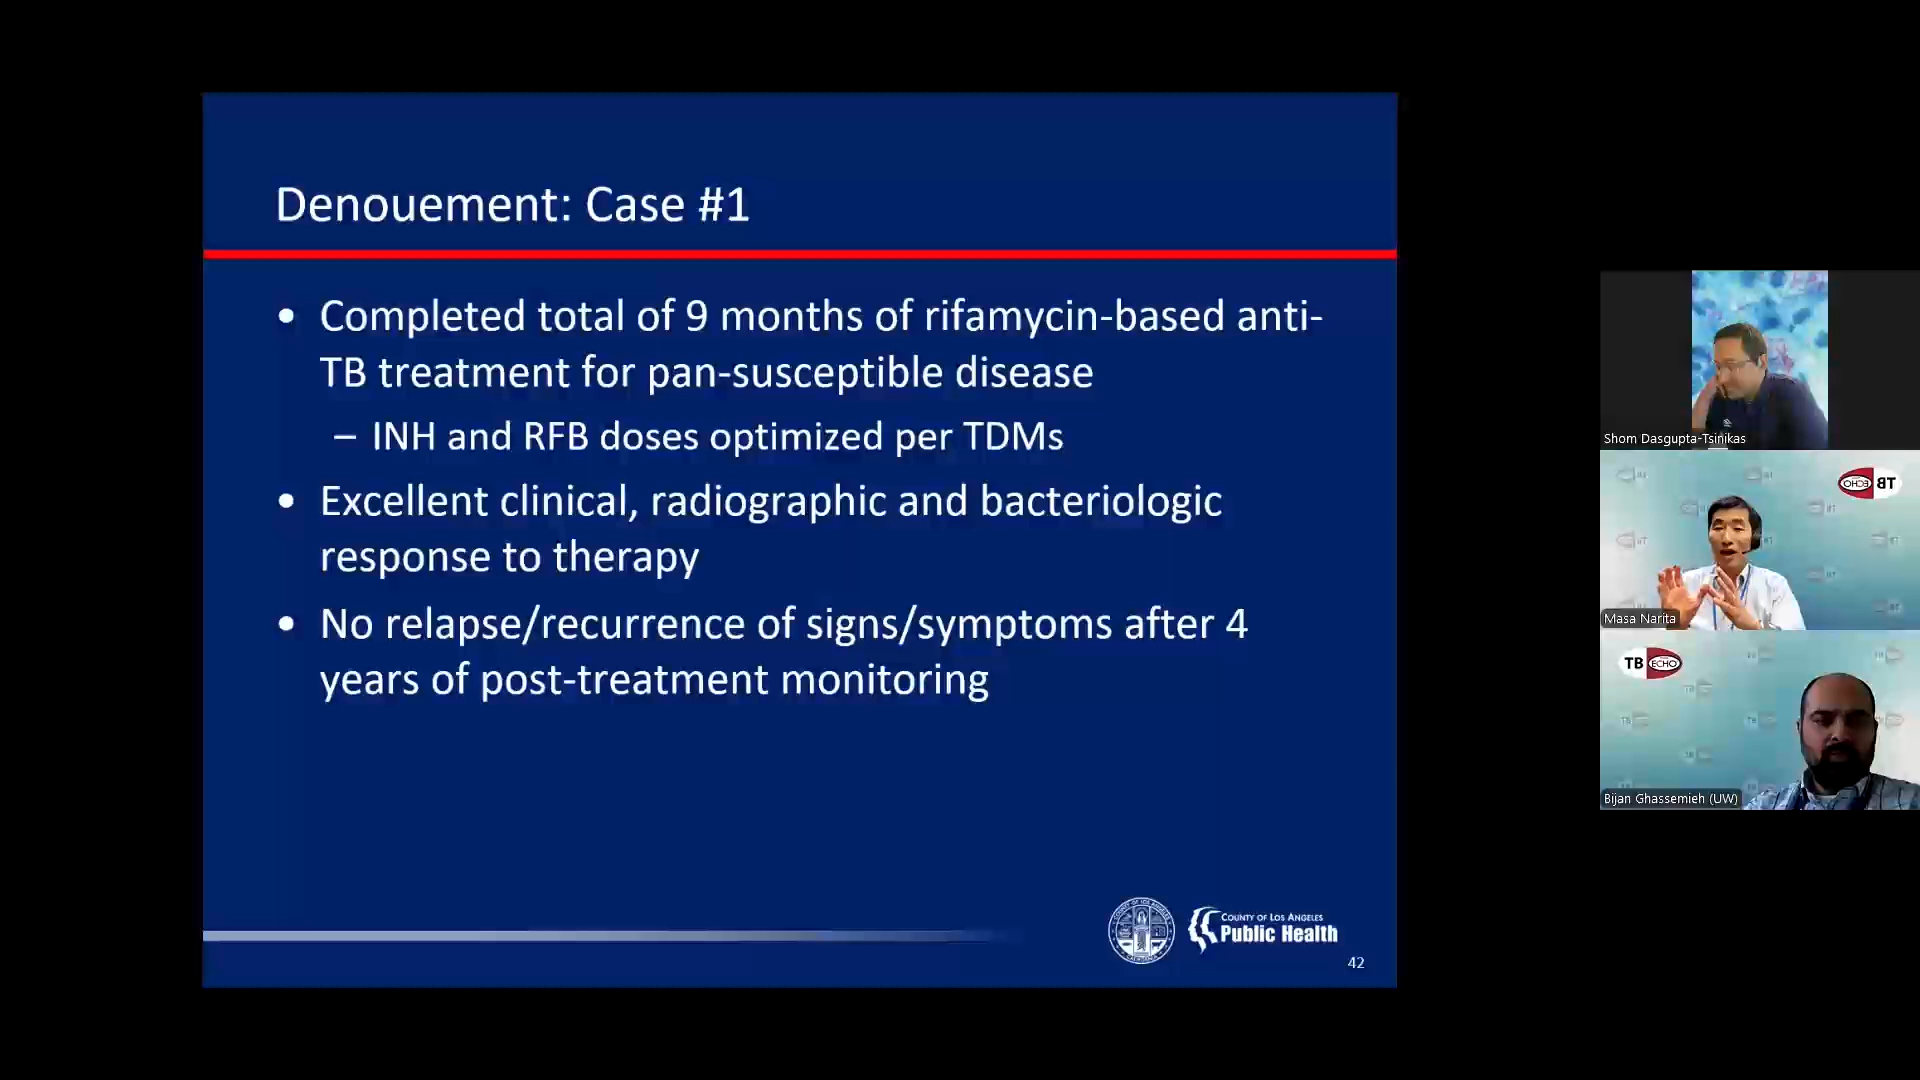 Denouement: Case #1
• Completed total of 9 months of rifamycin-based anti-
TB treatment for pan-susceptible disease
– INH and RFB doses optimized per TDMs
• Excellent clinical, radiographic and bacteriologic
response to therapy
• No relapse/recurrence of signs/symptoms after 4
years of post-treatment monitoring
County of Los Angeles
Public Health
42
Shom Dasgupta-Tsinikas
ECHO TB
Masa Narita
TB ECHO
Bijan Ghassemieh (UW)